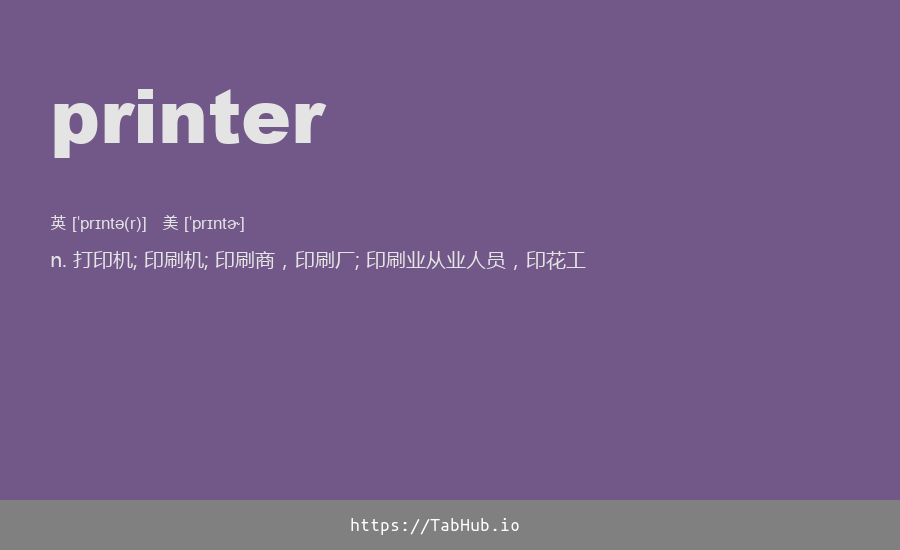 printer
英 [ˈprɪntə(r)] 美 [ˈprɪntɚ]
n. 打印机; 印刷机; 印刷商，印刷厂; 印刷业从业人员，印花工
https://TabHub.io